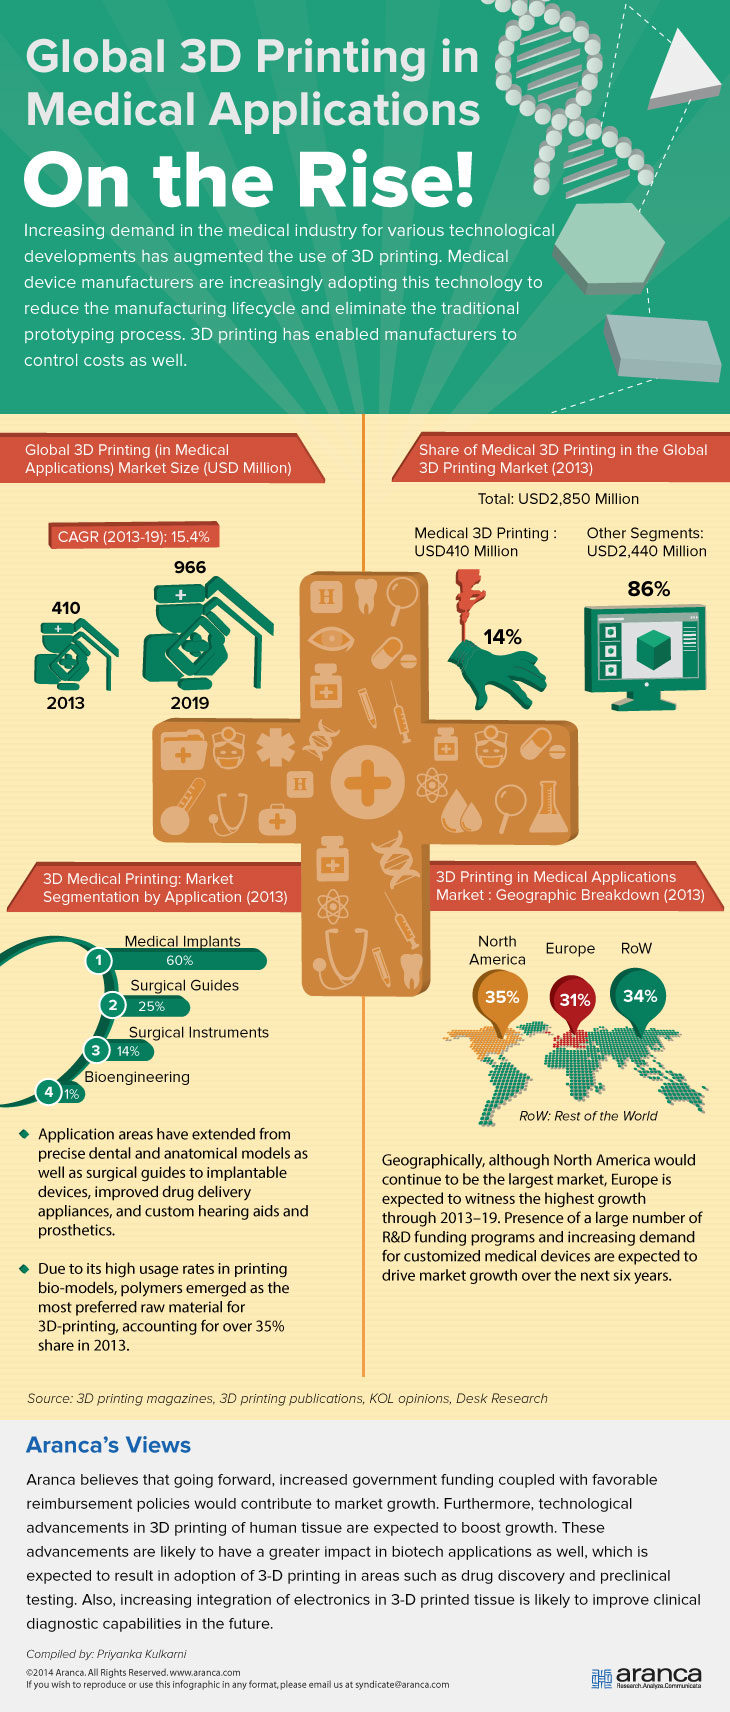 Global 3D Printing in
Medical Applications
On the Rise!
Increasing demand in the medical industry for various technological
developments has augmented the use of 3D printing. Medical
device manufacturers are increasingly adopting this technology to
reduce the manufacturing lifecycle and eliminate the traditional
prototyping process. 3D printing has enabled manufacturers to
control costs as well.
Global 3D Printing (in Medical
Applications) Market Size (USD Million)
CAGR (2013-19): 15.4%
410
966
2013
2019
Share of Medical 3D Printing in the Global
3D Printing Market (2013)
Total: USD2,850 Million
Medical 3D Printing :
USD410 Million
Other Segments:
USD2,440 Million
14%
86%
H
H
3D Medical Printing: Market
Segmentation by Application (2013)
Medical Implants
1 60%
Surgical Guides
2 25%
Surgical Instruments
3 14%
Bioengineering
4 1%
Application areas have extended from
precise dental and anatomical models as
well as surgical guides to implantable
devices, improved drug delivery
appliances, and custom hearing aids and
prosthetics.
Due to its high usage rates in printing
bio-models, polymers emerged as the
most preferred raw material for
3D-printing, accounting for over 35%
share in 2013.
3D Printing in Medical Applications
Market : Geographic Breakdown (2013)
North
America
Europe
RoW
35%
31%
34%
RoW: Rest of the World
Geographically, although North America would
continue to be the largest market, Europe is
expected to witness the highest growth
through 2013–19. Presence of a large number of
R&D funding programs and increasing demand
for customized medical devices are expected to
drive market growth over the next six years.
Source: 3D printing magazines, 3D printing publications, KOL opinions, Desk Research
Aranca's Views
Aranca believes that going forward, increased government funding coupled with favorable
reimbursement policies would contribute to market growth. Furthermore, technological
advancements in 3D printing of human tissue are expected to boost growth. These
advancements are likely to have a greater impact in biotech applications as well, which is
expected to result in adoption of 3-D printing in areas such as drug discovery and preclinical
testing. Also, increasing integration of electronics in 3-D printed tissue is likely to improve clinical
diagnostic capabilities in the future.
Compiled by: Priyanka Kulkarni
©2014 Aranca. All Rights Reserved. www.aranca.com
If you wish to reproduce or use this infographic in any format, please email us at syndicate@aranca.com
aranca
Research.Analyze.Communicate